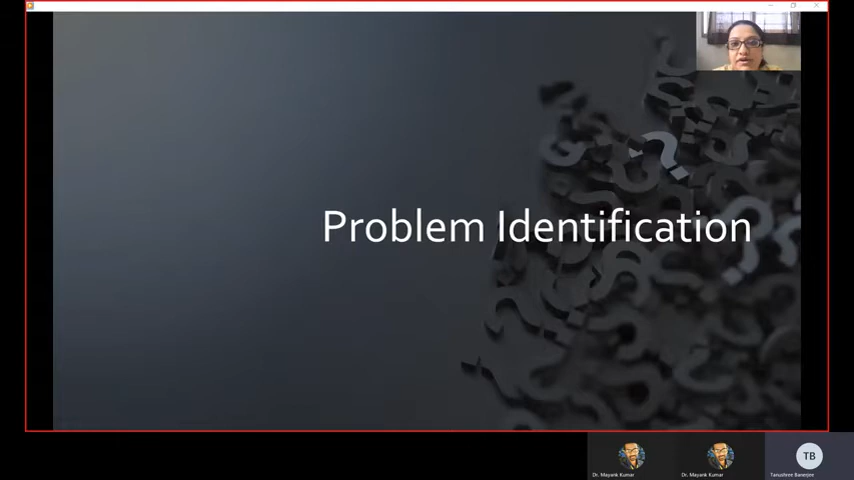 Problem Identification
TB
Dr. Mayank Kumar
Dr. Mayank Kumar
Tanushree Banerjee